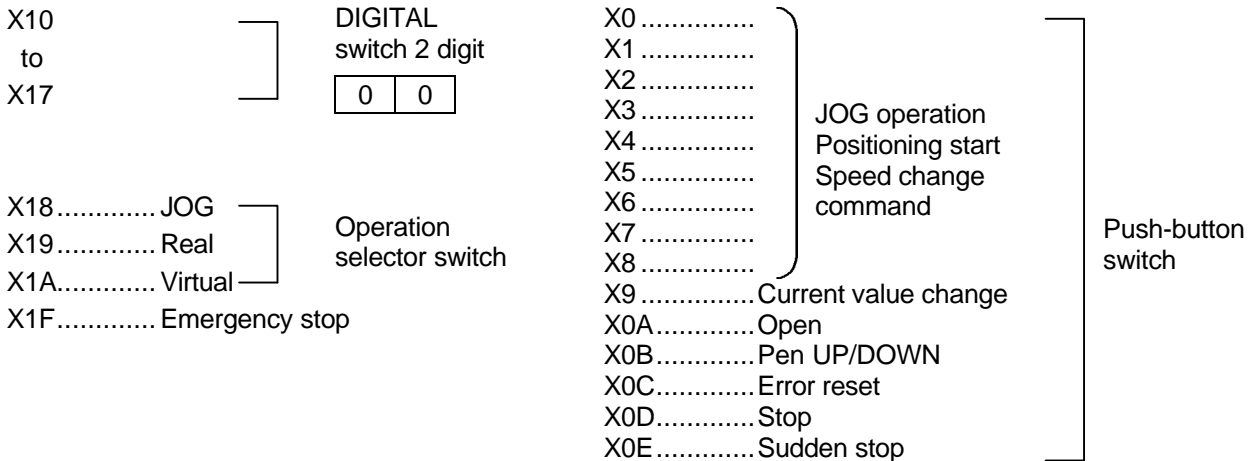 X10
to
X17
DIGITAL
switch 2 digit
0 0
X18............. JOG
X19............. Real
X1A............. Virtual
Operation
selector switch
X1F............. Emergency stop
X0...............
X1...............
X2...............
X3...............
X4...............
X5...............
X6...............
X7...............
X8...............
JOG operation
Positioning start
Speed change
command
X9...............Current value change
X0A.............Open
X0B.............Pen UP/DOWN
X0C.............Error reset
X0D.............Stop
X0E.............Sudden stop
Push-button
switch